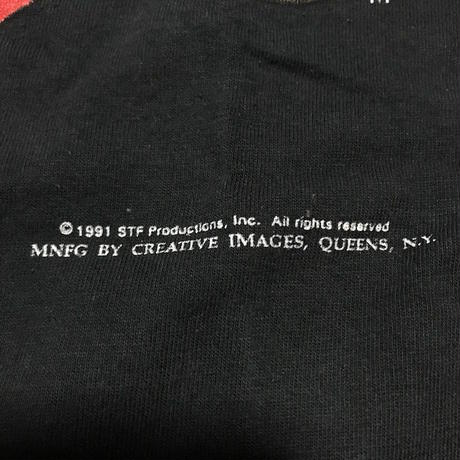 © 1991 STF Productions, Inc. All rights reserved
MNFG BY CREATIVE IMAGES, QUEENS, N.Y.